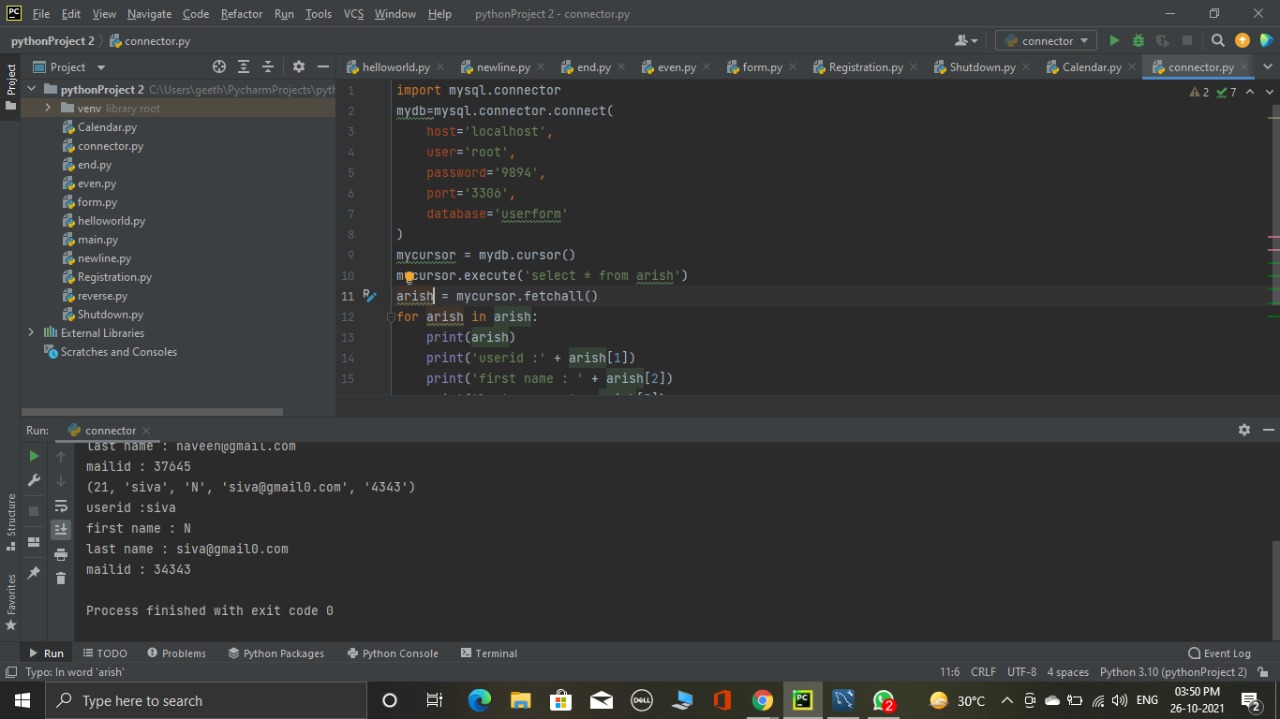 File Edit View Navigate Code Refactor Run Tools VCS Window Help pythonProject 2 - connector.py
pythonProject 2 connector.py connector
Project helloworld.py newline.py end.py even.py form.py Registration.py Shutdown.py Calendar.py connector.py
Project
pythonProject 2 C:\Users\geeth\PycharmProjects\pyth
venv library root
Calendar.py
connector.py
end.py
even.py
form.py
helloworld.py
main.py
newline.py
Registration.py
reverse.py
Shutdown.py
External Libraries
Scratches and Consoles
2 7
1 import mysql.connector
2 mydb=mysql.connector.connect(
3 host='localhost',
4 user='root',
5 password='9894',
6 port='3306',
7 database='userform'
8 )
9 mycursor = mydb.cursor()
10 mycursor.execute('select * from arish')
11 arish = mycursor.fetchall()
12 for arish in arish:
13 print(arish)
14 print('userid :' + arish[1])
15 print('first name : ' + arish[2])
Run: connector
last name : naveen@gmail.com
mailid : 37645
(21, 'siva', 'N', 'siva@gmail0.com', '4343')
userid :siva
first name : N
last name : siva@gmail0.com
mailid : 34343
Process finished with exit code 0
Structure
Favorites
Run TODO Problems Python Packages Python Console Terminal Event Log
Typo: In word 'arish' 11:6 CRLF UTF-8 4 spaces Python 3.10 (pythonProject 2)
Type here to search DELL PC 2 30°C ENG 03:50 PM 26-10-2021 2